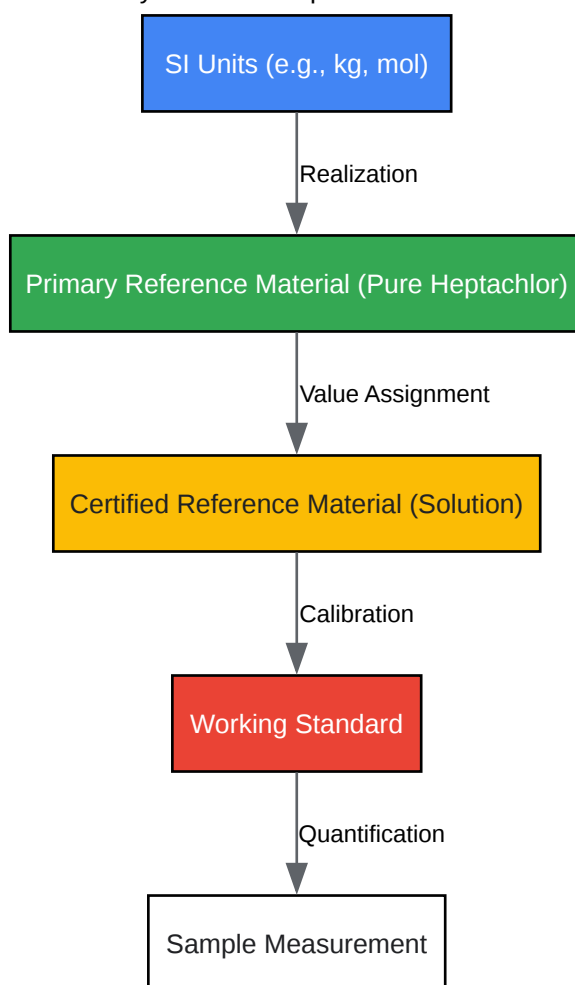 SI Units (e.g., kg, mol)
Realization
Primary Reference Material (Pure Heptachlor)
Value Assignment
Certified Reference Material (Solution)
Calibration
Working Standard
Quantification
Sample Measurement